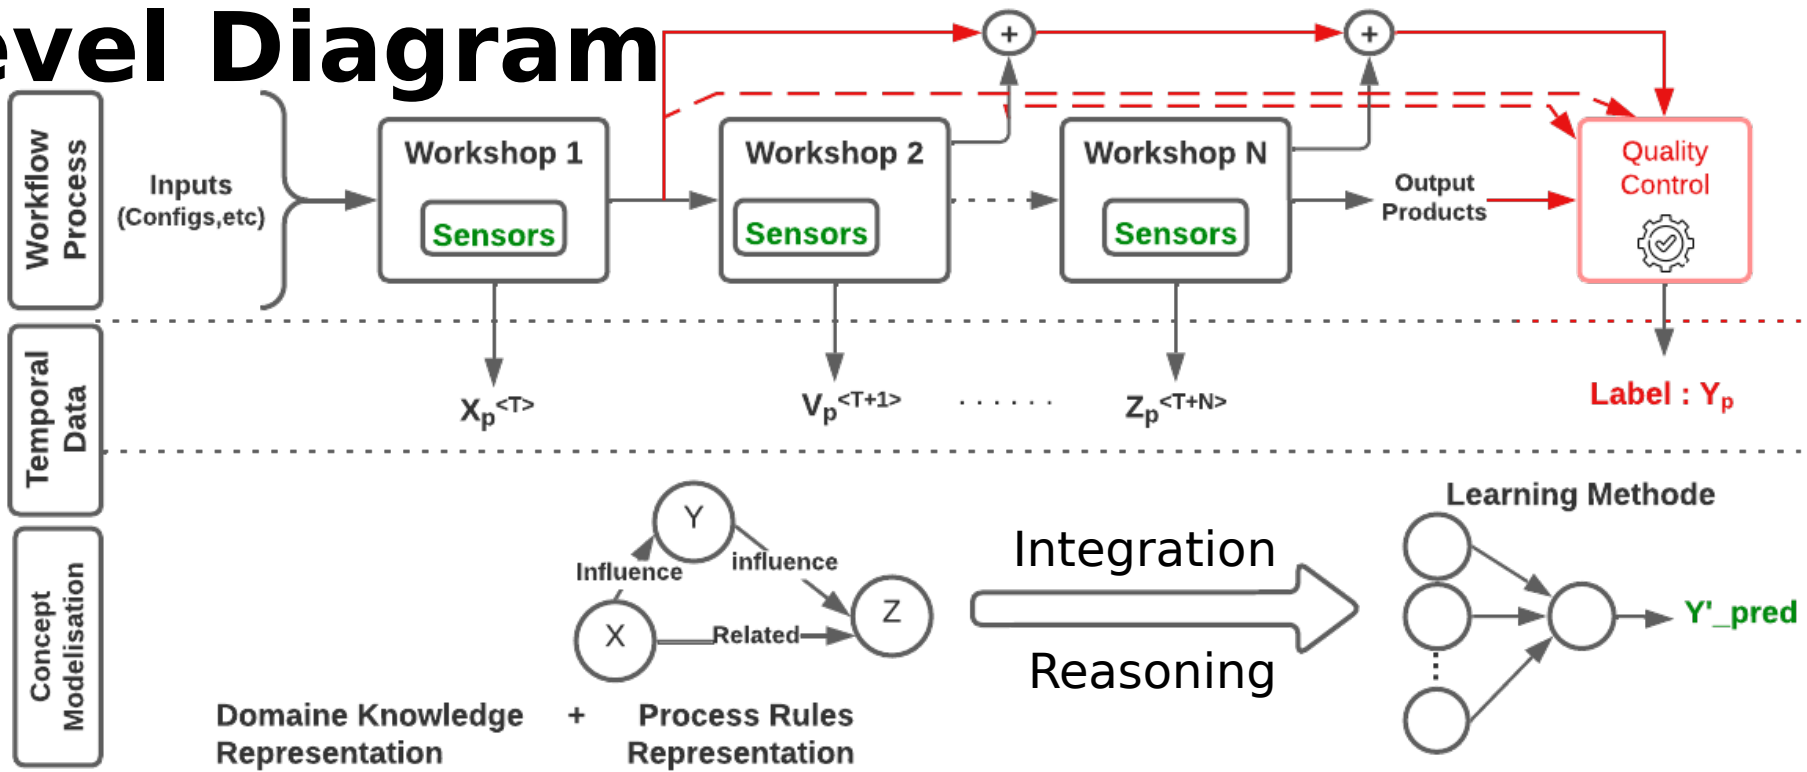 evel Diagram
+
+
Workflow
Process
Inputs
(Configs,etc)
Workshop 1
Sensors
Workshop 2
Sensors
Workshop N
Sensors
Output
Products
Quality
Control
Temporal
Data
Xp<T>
Vp<T+1>
. . . . . .
Zp<T+N>
Label : Yp
Concept
Modelisation
Y
Influence
influence
X
Related
Z
Domaine Knowledge
Representation
+
Process Rules
Representation
Integration
Reasoning
Learning Methode
Y'_pred